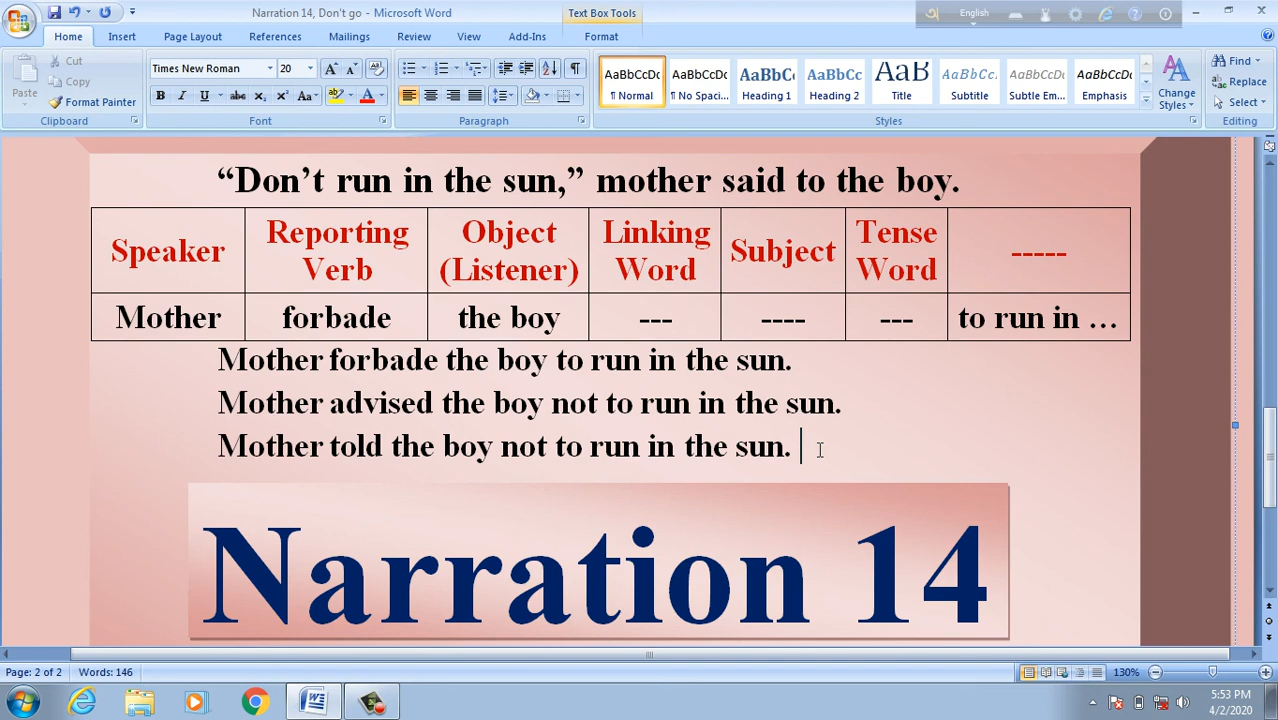 Narration 14, Don't go - Microsoft Word
Text Box Tools
English
Home Insert Page Layout References Mailings Review View Add-Ins Format
Paste
Cut
Copy
Format Painter
Clipboard
Times New Roman 20
Font
Paragraph
AaBbCcDc AaBbCcDc AaBbC AaBbCc AaB AaBbCcL AaBbCcDc AaBbCcDc
¶ Normal ¶ No Spaci... Heading 1 Heading 2 Title Subtitle Subtle Em... Emphasis
Change Styles
Styles
Find
Replace
Select
Editing
“Don’t run in the sun,” mother said to the boy.
Speaker Reporting Verb Object (Listener) Linking Word Subject Tense Word -----
Mother forbade the boy --- ---- --- to run in …
Mother forbade the boy to run in the sun.
Mother advised the boy not to run in the sun.
Mother told the boy not to run in the sun.
Narration 14
Page: 2 of 2 Words: 146 130%
5:53 PM
4/2/2020